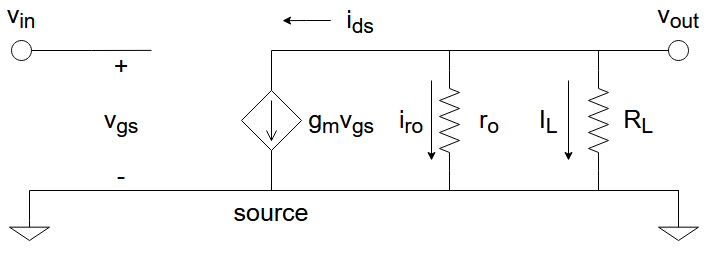 vin
ids
vout
+
vgs
gmvgs
iro
ro
IL
RL
-
source